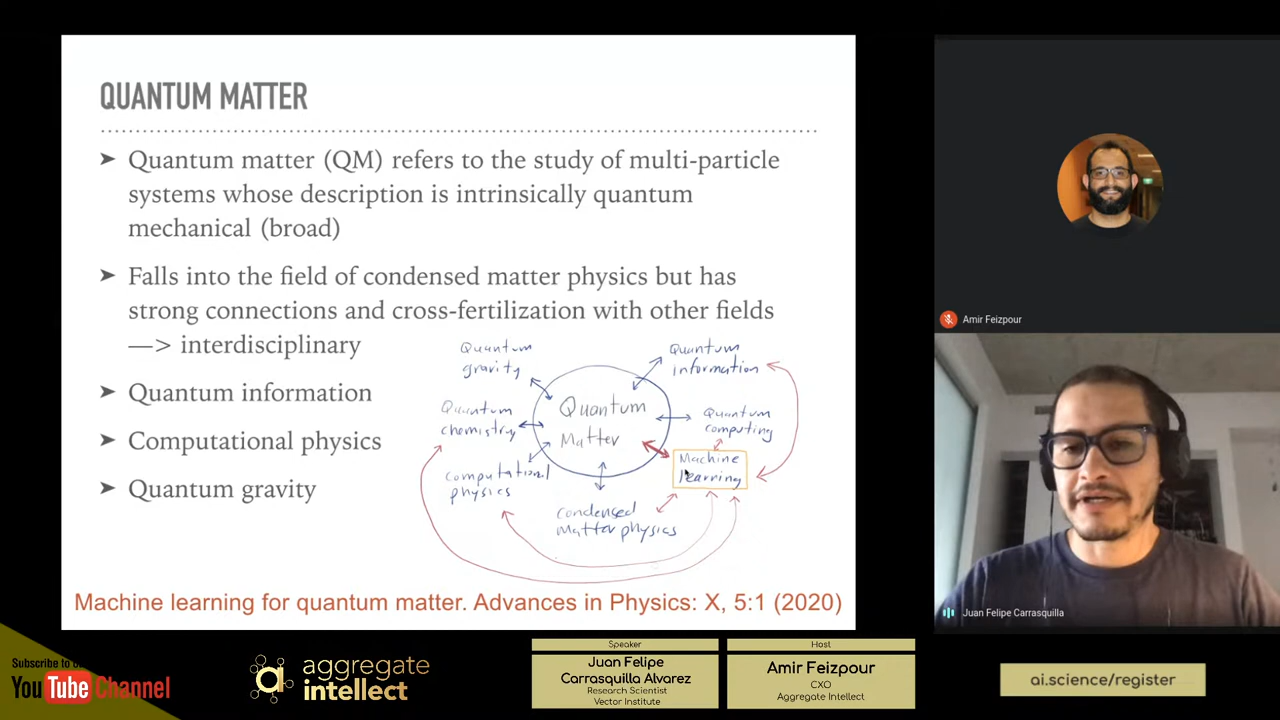 QUANTUM MATTER
➤ Quantum matter (QM) refers to the study of multi-particle
systems whose description is intrinsically quantum
mechanical (broad)
➤ Falls into the field of condensed matter physics but has
strong connections and cross-fertilization with other fields
—> interdisciplinary
➤ Quantum information
➤ Computational physics
➤ Quantum gravity
Quantum
gravity
Quantum
information
Quantum
chemistry
Quantum
Matter
Quantum
computing
Machine
learning
Computational
physics
Condensed
matter physics
Machine learning for quantum matter. Advances in Physics: X, 5:1 (2020)
Amir Feizpour
Juan Felipe Carrasquilla
Subscribe to
YouTube Channel
aggregate
intellect
Speaker
Juan Felipe
Carrasquilla Alvarez
Research Scientist
Vector Institute
Host
Amir Feizpour
CXO
Aggregate Intellect
ai.science/register